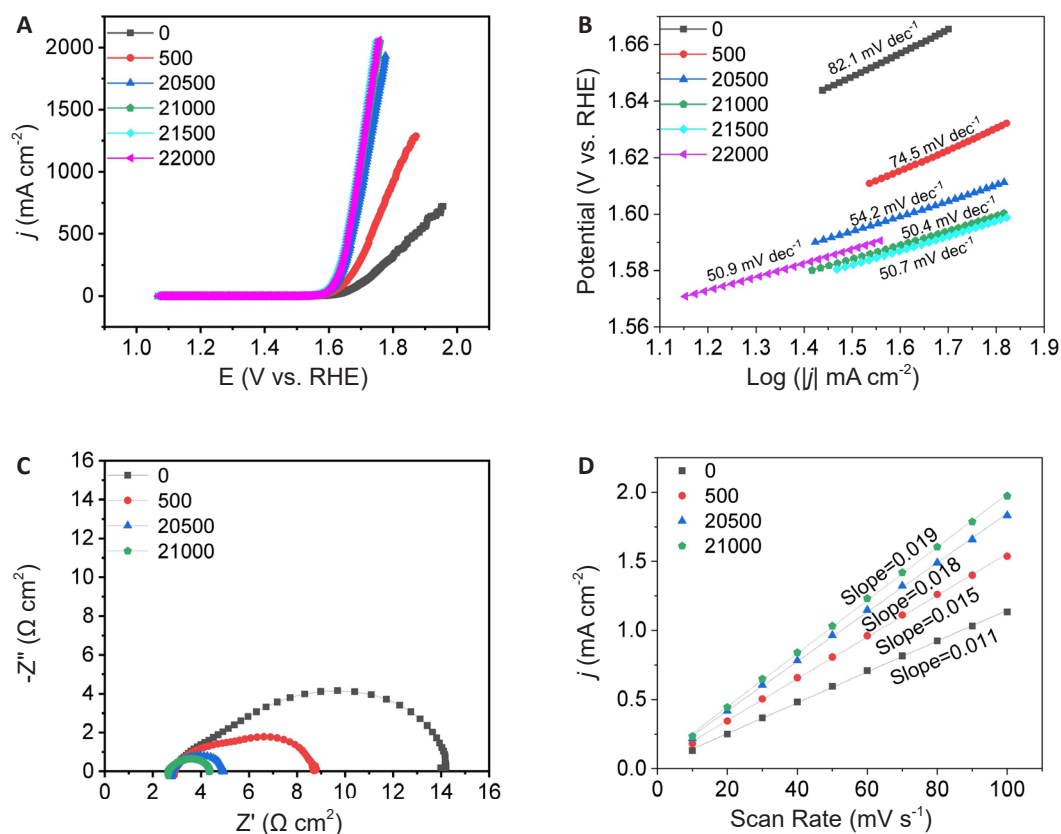 A
0
500
20500
21000
21500
22000
j (mA cm⁻²)
2000
1500
1000
500
0
1.0 1.2 1.4 1.6 1.8 2.0
E (V vs. RHE)
B
0
500
20500
21000
21500
22000
82.1 mV dec⁻¹
74.5 mV dec⁻¹
54.2 mV dec⁻¹
50.4 mV dec⁻¹
50.9 mV dec⁻¹
50.7 mV dec⁻¹
Potential (V vs. RHE)
1.66
1.64
1.62
1.60
1.58
1.56
1.1 1.2 1.3 1.4 1.5 1.6 1.7 1.8 1.9
Log (|j| mA cm⁻²)
C
0
500
20500
21000
-Z" (Ω cm²)
16
14
12
10
8
6
4
2
0
0 2 4 6 8 10 12 14 16
Z' (Ω cm²)
D
0
500
20500
21000
Slope=0.019
Slope=0.018
Slope=0.015
Slope=0.011
j (mA cm⁻²)
2.0
1.5
1.0
0.5
0.0
0 20 40 60 80 100
Scan Rate (mV s⁻¹)